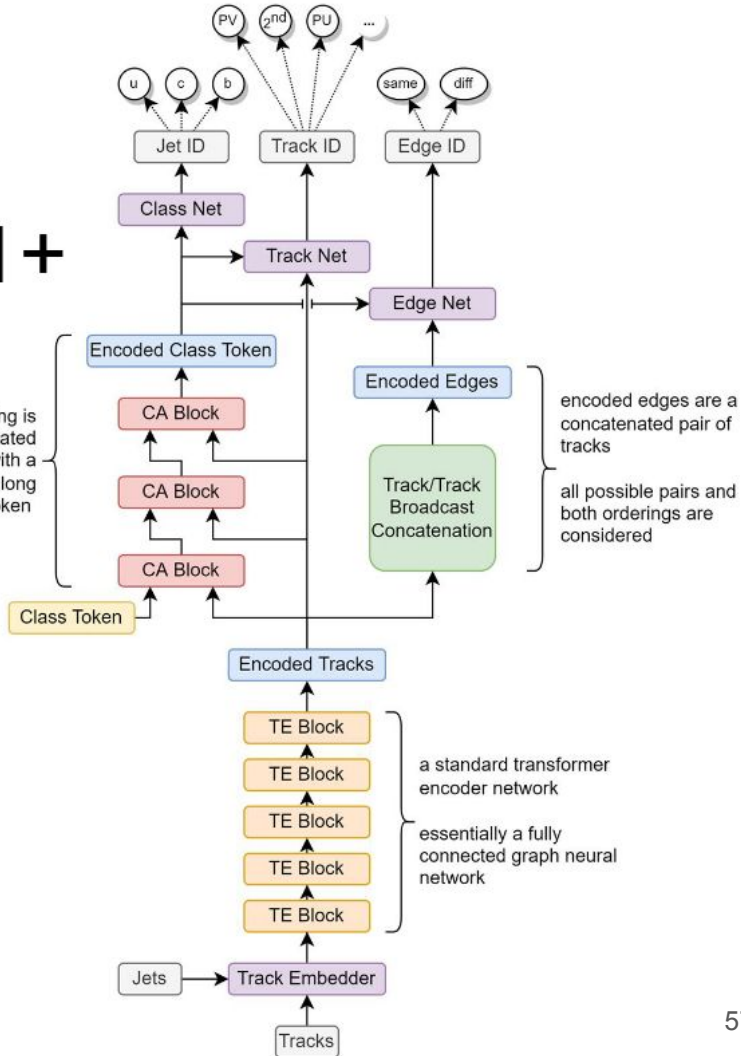 PV 2nd PU ...
u c b same diff
Jet ID Track ID Edge ID
Class Net
+
Track Net
Edge Net
Encoded Class Token
Encoded Edges
CA Block
CA Block
CA Block
Track/Track
Broadcast
Concatenation
encoded edges are a
concatenated pair of
tracks
all possible pairs and
both orderings are
considered
Class Token
Encoded Tracks
TE Block
TE Block
TE Block
TE Block
TE Block
a standard transformer
encoder network
essentially a fully
connected graph neural
network
Jets Track Embedder
Tracks